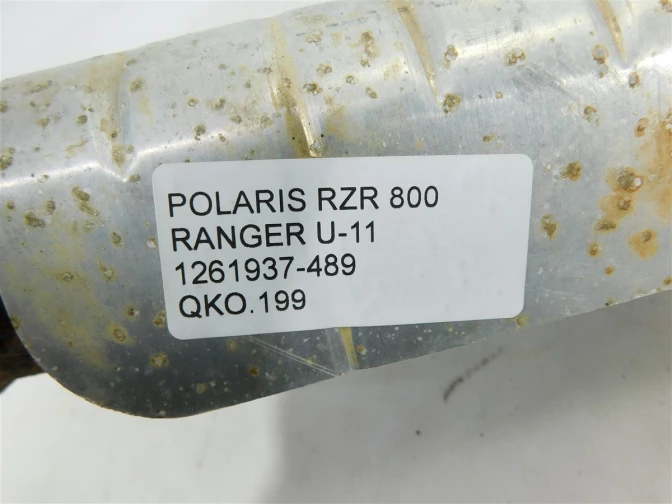 POLARIS RZR 800
RANGER U-11
1261937-489
QKO.199